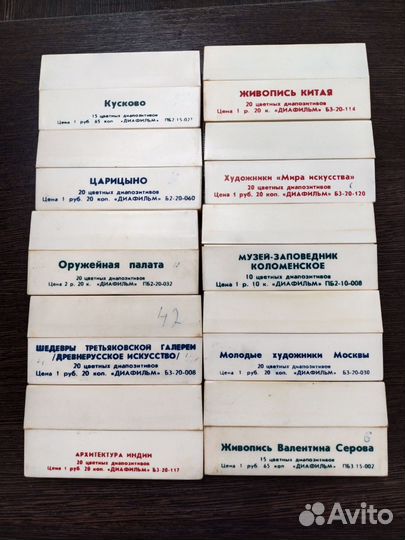 Кусково
15 цветных диапозитивов
Цена 1 руб. 65 коп. «ДИАФИЛЬМ» ПБ2-15-027
ЦАРИЦЫНО
20 цветных диапозитивов
Цена 1 руб. 20 коп. «ДИАФИЛЬМ» Б2-20-060
Оружейная палата
20 цветных диапозитивов
Цена 2 р. 20 к. «ДИАФИЛЬМ» ПБ2-20-032
42
ШЕДЕВРЫ ТРЕТЬЯКОВСКОЙ ГАЛЕРЕИ
/ДРЕВНЕРУССКОЕ ИСКУССТВО/
20 цветных диапозитивов
Цена 1 руб. 20 коп. «ДИАФИЛЬМ» Б3-20-008
АРХИТЕКТУРА ИНДИИ
20 цветных диапозитивов
Цена 1 руб. 20 коп. «ДИАФИЛЬМ» Б3-20-117
ЖИВОПИСЬ КИТАЯ
20 цветных диапозитивов
Цена 1 р. 20 к. «ДИАФИЛЬМ» Б3-20-114
Художники «Мира искусства»
20 цветных диапозитивов
Цена 1 руб. 20 коп. «ДИАФИЛЬМ» Б3-20-120
МУЗЕЙ-ЗАПОВЕДНИК
КОЛОМЕНСКОЕ
10 цветных диапозитивов
Цена 1 р. 10 к. «ДИАФИЛЬМ» ПБ2-10-008
Молодые художники Москвы
20 цветных диапозитивов
Цена 1 руб. 20 коп. «ДИАФИЛЬМ» Б3-20-030
Живопись Валентина Серова
15 цветных диапозитивов
Цена 1 руб. 65 коп. «ДИАФИЛЬМ» ПБ3-15-002
Avito